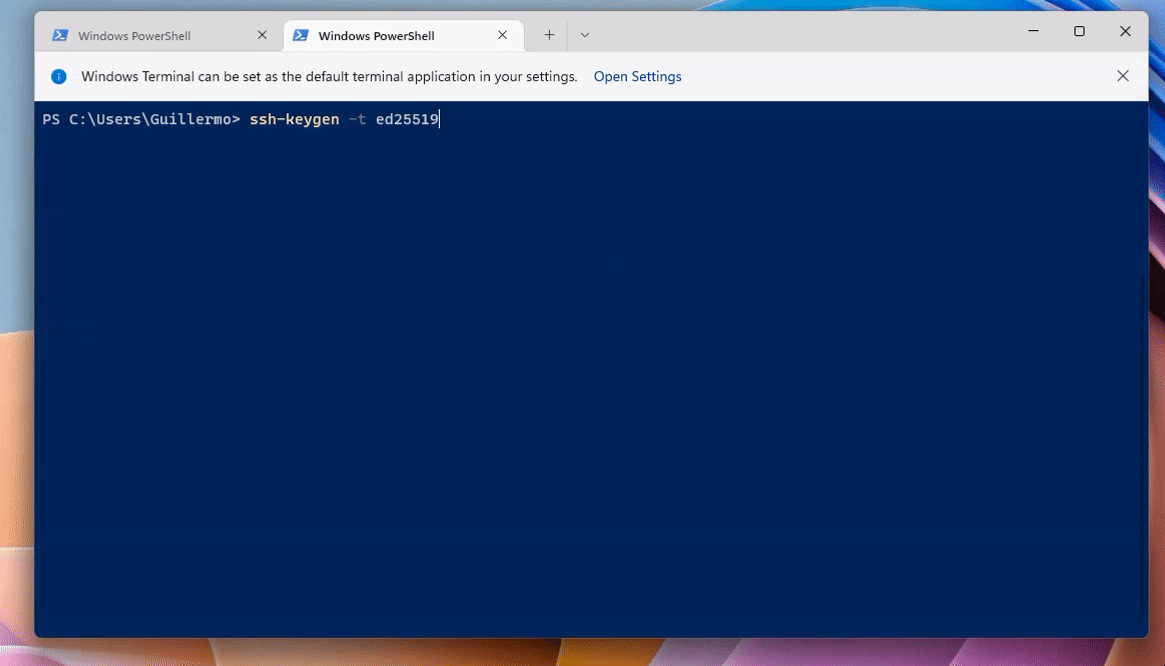 Windows PowerShell
Windows PowerShell
Windows Terminal can be set as the default terminal application in your settings. Open Settings
PS C:\Users\Guillermo> ssh-keygen -t ed25519